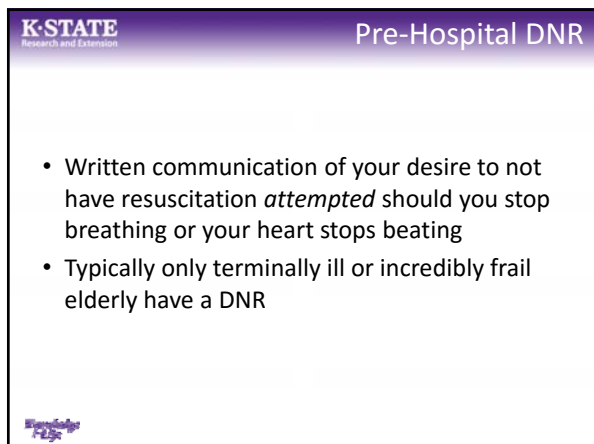 K-STATE
Research and Extension
Pre-Hospital DNR
• Written communication of your desire to not
have resuscitation attempted should you stop
breathing or your heart stops beating
• Typically only terminally ill or incredibly frail
elderly have a DNR
Knowledge